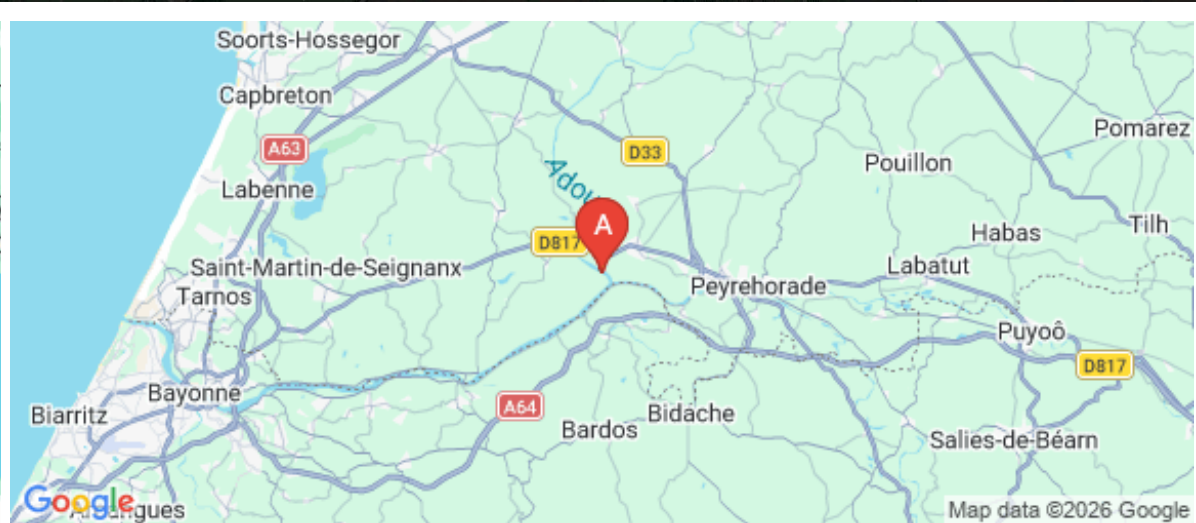 Soorts-Hossegor
Capbreton
A63
D33
Pomarez
Pouillon
Labenne
Adou
A
Tilh
Habas
D817
Saint-Martin-de-Seignanx
Labatut
Tarnos
Peyrehorade
Puyoô
D817
Bayonne
A64
Biarritz
Bidache
Bardos
Salies-de-Béarn
Google
ngues
Map data ©2026 Google